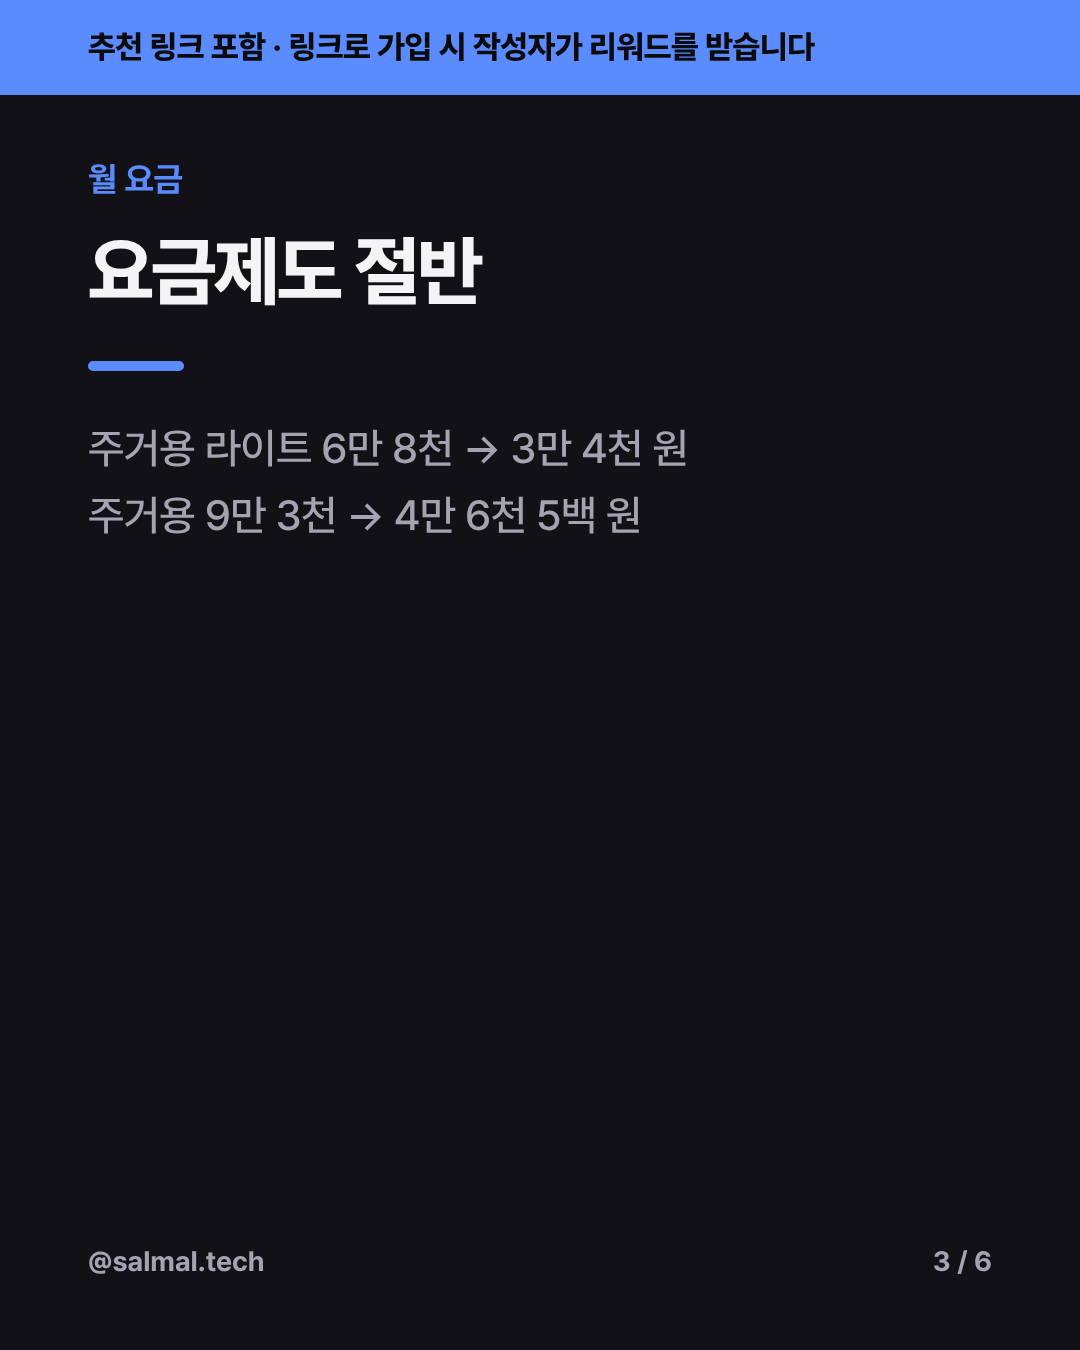 추천 링크 포함 · 링크로 가입 시 작성자가 리워드를 받습니다
월 요금
요금제도 절반
주거용 라이트 6만 8천 → 3만 4천 원
주거용 9만 3천 → 4만 6천 5백 원
@salmal.tech
3 / 6